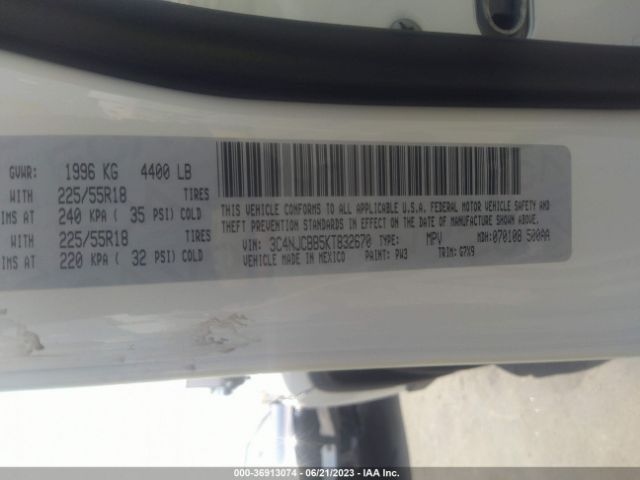 GVWR: 1996 KG 4400 LB
WITH 225/55R18 TIRES
IMS AT 240 KPA ( 35 PSI) COLD
WITH 225/55R18 TIRES
IMS AT 220 KPA ( 32 PSI) COLD
THIS VEHICLE CONFORMS TO ALL APPLICABLE U.S.A. FEDERAL MOTOR VEHICLE SAFETY AND
THEFT PREVENTION STANDARDS IN EFFECT ON THE DATE OF MANUFACTURE SHOWN ABOVE.
VIN: 3C4NJCBB5KT832670 TYPE: MPV MDH: 070108 500AA
VEHICLE MADE IN MEXICO PAINT: PW3 TRIM: G7X9
000-36913074 - 06/21/2023 - IAA Inc.